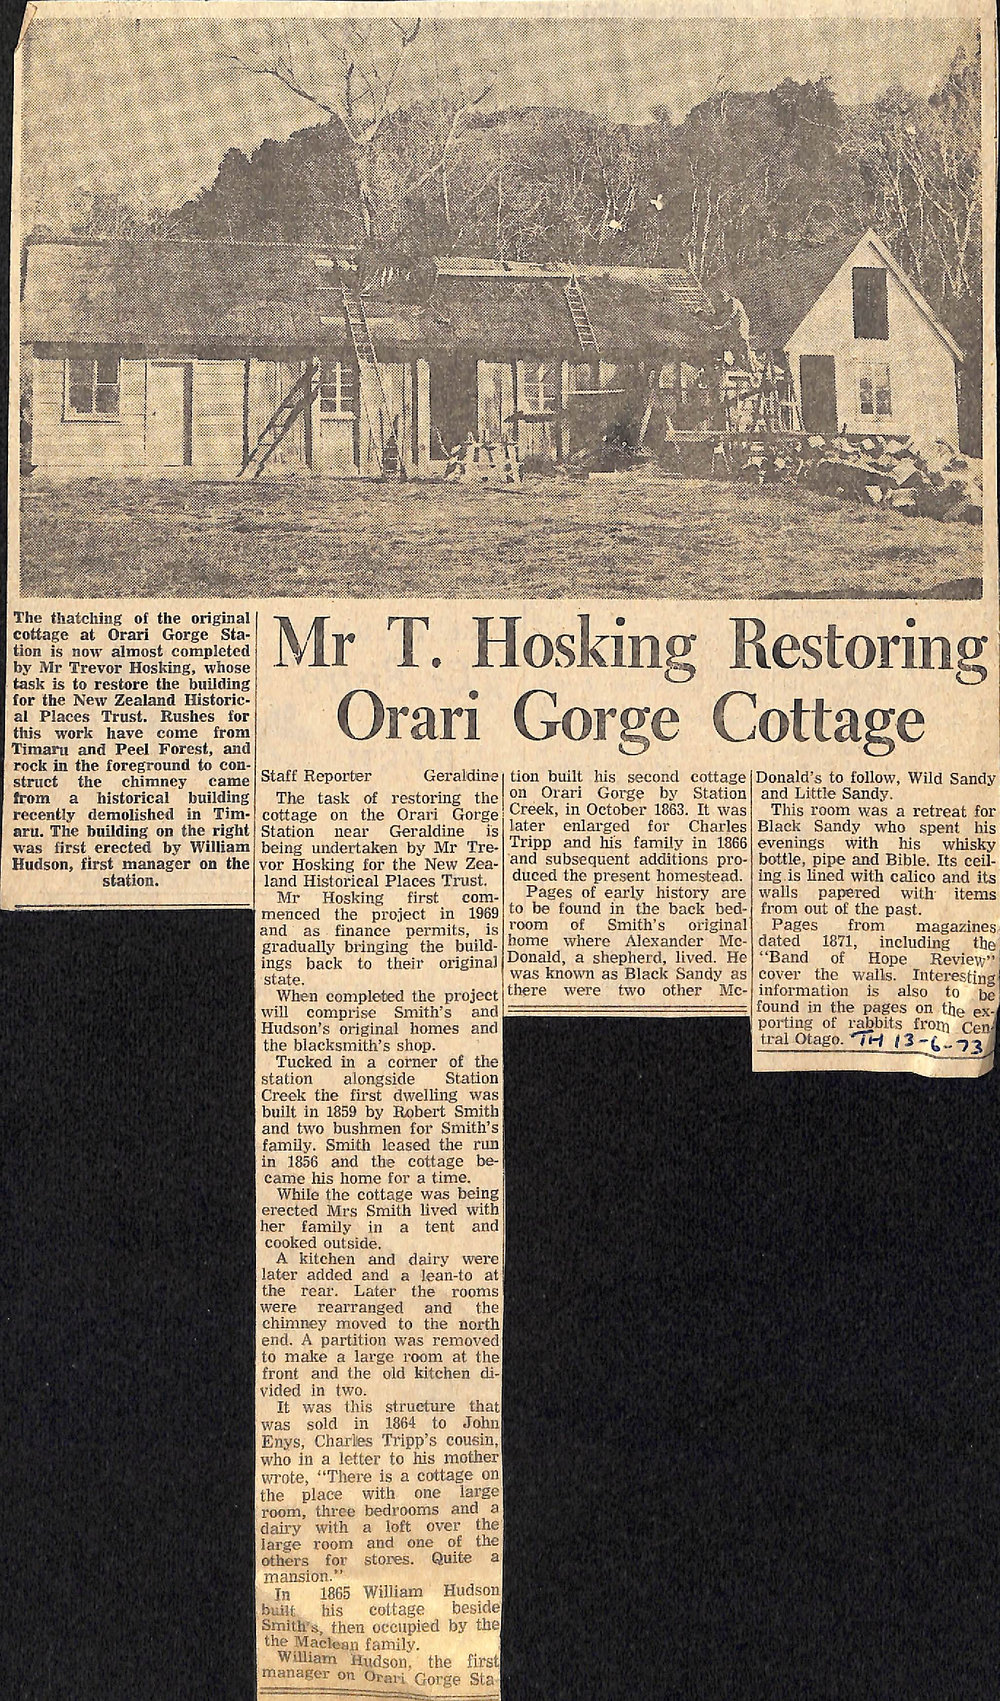 The thatching of the original
cottage at Orari Gorge Sta-
tion is now almost completed
by Mr Trevor Hosking, whose
task is to restore the building
for the New Zealand Historic-
al Places Trust. Rushes for
this work have come from
Timaru and Peel Forest, and
rock in the foreground to con-
struct the chimney came
from a historical building
recently demolished in Tim-
aru. The building on the right
was first erected by William
Hudson, first manager on the
station.
Mr T. Hosking Restoring
Orari Gorge Cottage
Staff Reporter Geraldine
The task of restoring the
cottage on the Orari Gorge
Station near Geraldine is
being undertaken by Mr Tre-
vor Hosking for the New Zea-
land Historical Places Trust.
Mr Hosking first com-
menced the project in 1969
and as finance permits, is
gradually bringing the build-
ings back to their original
state.
When completed the project
will comprise Smith's and
Hudson's original homes and
the blacksmith's shop.
Tucked in a corner of the
station alongside Station
Creek the first dwelling was
built in 1859 by Robert Smith
and two bushmen for Smith's
family. Smith leased the run
in 1856 and the cottage be-
came his home for a time.
While the cottage was being
erected Mrs Smith lived with
her family in a tent and
cooked outside.
A kitchen and dairy were
later added and a lean-to at
the rear. Later the rooms
were rearranged and the
chimney moved to the north
end. A partition was removed
to make a large room at the
front and the old kitchen di-
vided in two.
It was this structure that
was sold in 1864 to John
Enys, Charles Tripp's cousin,
who in a letter to his mother
wrote, "There is a cottage on
the place with one large
room, three bedrooms and a
dairy with a loft over the
large room and one of the
others for stores. Quite a
mansion."
In 1865 William Hudson
built his cottage beside
Smith's, then occupied by the
the Maclean family.
William Hudson, the first
manager on Orari Gorge Sta-
tion built his second cottage
on Orari Gorge by Station
Creek, in October 1863. It was
later enlarged for Charles
Tripp and his family in 1866
and subsequent additions pro-
duced the present homestead.
Pages of early history are
to be found in the back bed-
room of Smith's original
home where Alexander Mc-
Donald, a shepherd, lived. He
was known as Black Sandy as
there were two other Mc-
Donald's to follow, Wild Sandy
and Little Sandy.
This room was a retreat for
Black Sandy who spent his
evenings with his whisky
bottle, pipe and Bible. Its ceil-
ing is lined with calico and its
walls papered with items
from out of the past.
Pages from magazines
dated 1871, including the
"Band of Hope Review"
cover the walls. Interesting
information is also to be
found in the pages on the ex-
porting of rabbits from Cen-
tral Otago. TH 13-6-73